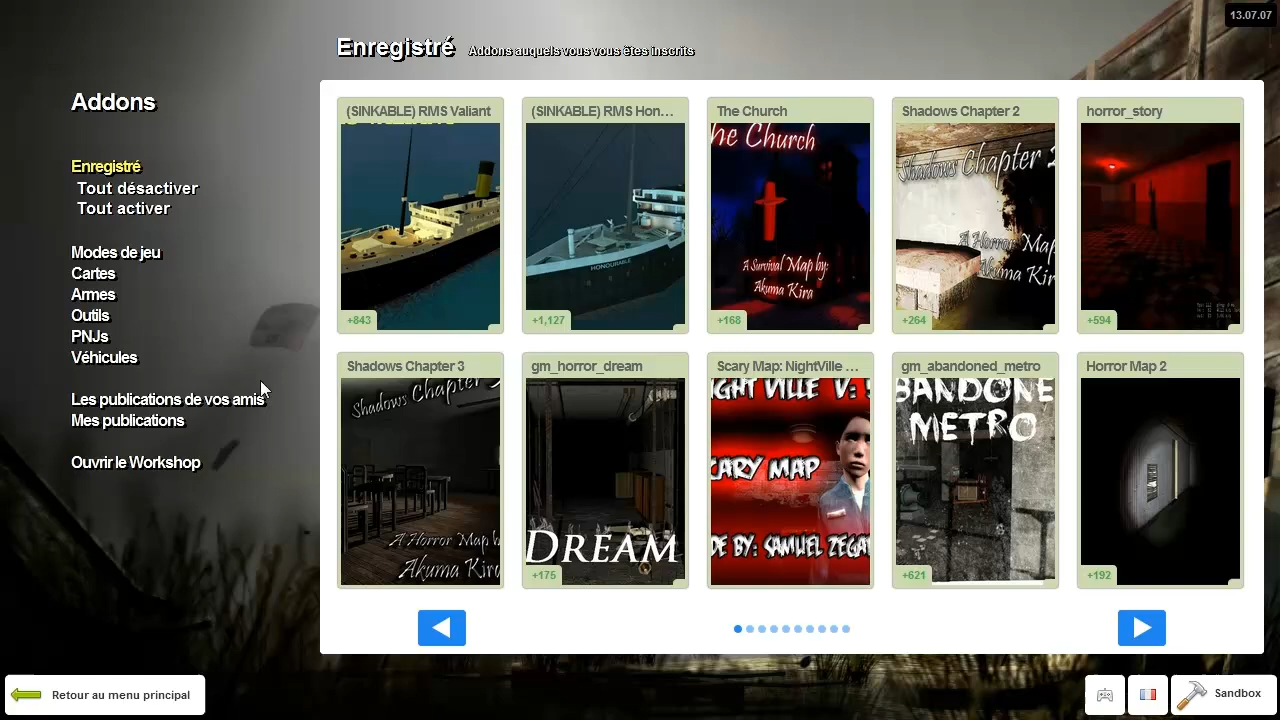 13.07.07
Enregistré
Addons auquels vous vous êtes inscrits
Addons
Enregistré
Tout désactiver
Tout activer
Modes de jeu
Cartes
Armes
Outils
PNJs
Véhicules
Les publications de vos amis
Mes publications
Ouvrir le Workshop
(SINKABLE) RMS Valiant
+843
(SINKABLE) RMS Hon...
HONOURABLE
+1,127
The Church
he Church
A Survival Map by:
Akuma Kira
+168
Shadows Chapter 2
Shadows Chapter 2
A Horror Map
Akuma Kir
+264
horror_story
+594
Shadows Chapter 3
Shadows Chapter 3
A Horror Map b
Akuma Kira
gm_horror_dream
DREAM
+175
Scary Map: NightVille ...
IGHT VILLE V: S
CARY MAP
DE BY: SAMUEL ZEGA
gm_abandoned_metro
BANDONE
METRO
+621
Horror Map 2
+192
Retour au menu principal
Sandbox